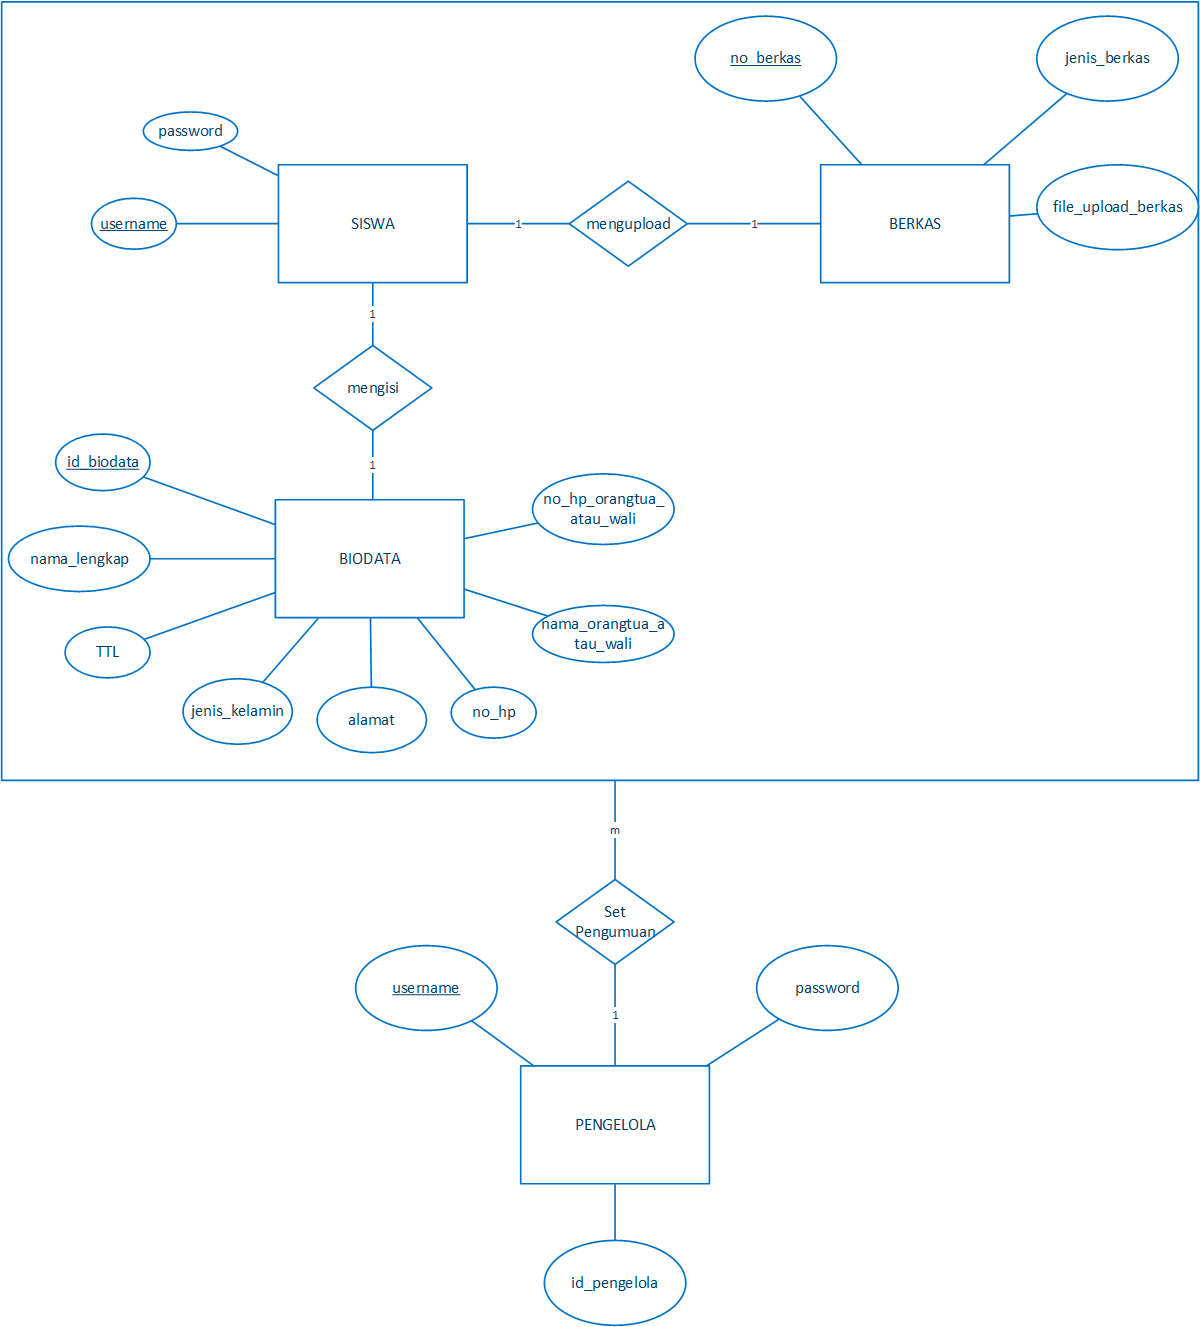 no_berkas
jenis_berkas
password
username
SISWA
1
mengupload
1
BERKAS
file_upload_berkas
1
mengisi
1
id_biodata
nama_lengkap
TTL
BIODATA
no_hp_orangtua_
atau_wali
nama_orangtua_a
tau_wali
jenis_kelamin
alamat
no_hp
m
Set
Pengumuan
1
username
password
PENGELOLA
id_pengelola